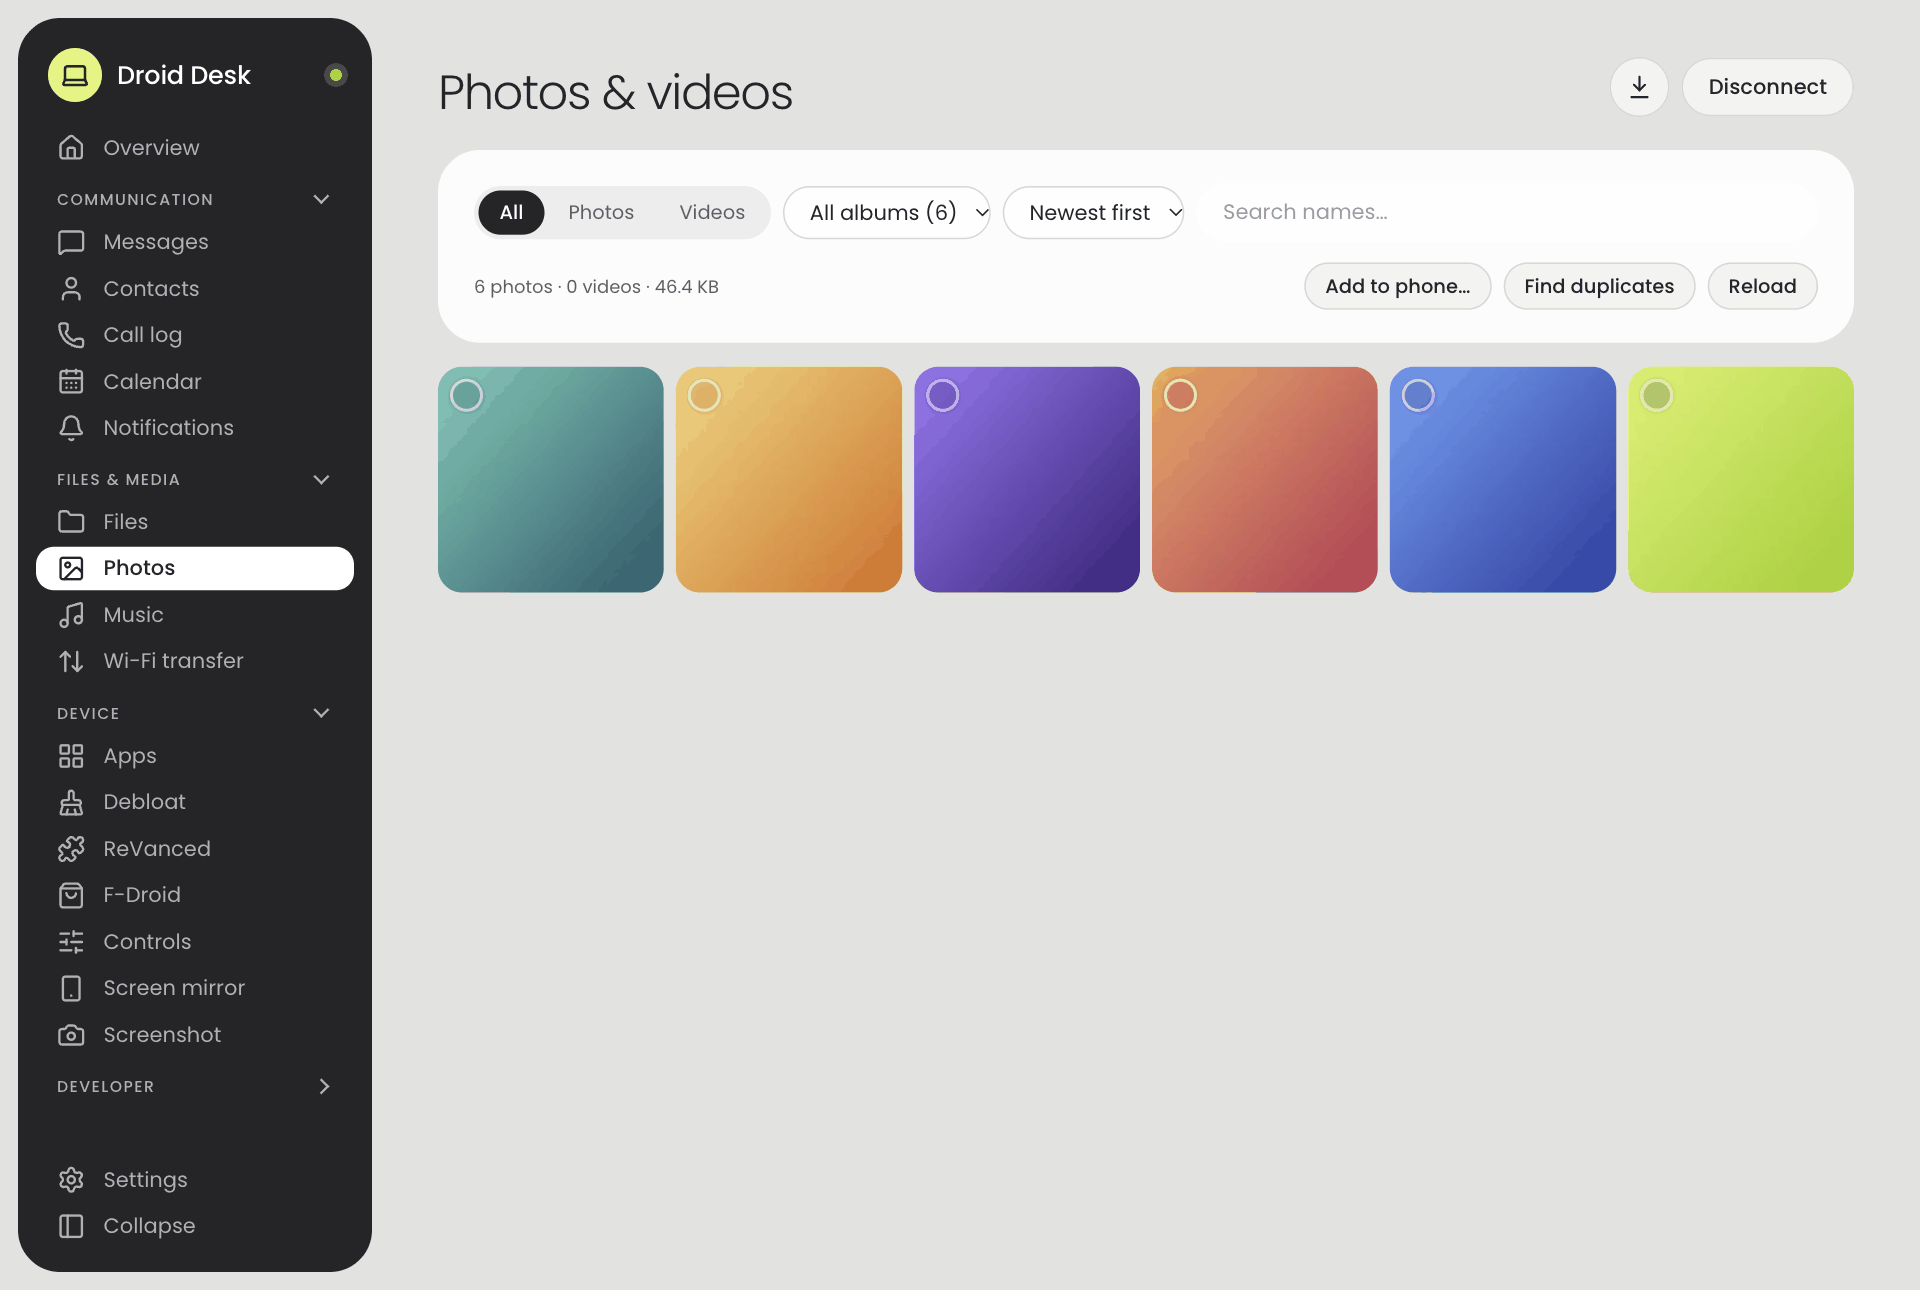 Droid Desk
Overview
COMMUNICATION
Messages
Contacts
Call log
Calendar
Notifications
FILES & MEDIA
Files
Photos
Music
Wi-Fi transfer
DEVICE
Apps
Debloat
ReVanced
F-Droid
Controls
Screen mirror
Screenshot
DEVELOPER
Settings
Collapse
Photos & videos
Disconnect
All Photos Videos All albums (6) Newest first Search names...
6 photos · 0 videos · 46.4 KB Add to phone... Find duplicates Reload